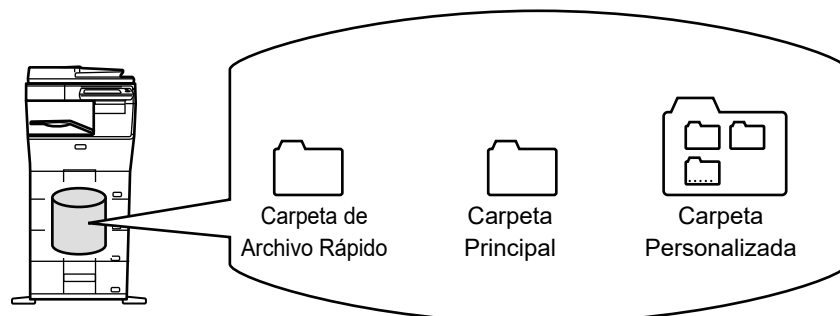 Carpeta de
Archivo Rápido
Carpeta
Principal
Carpeta
Personalizada